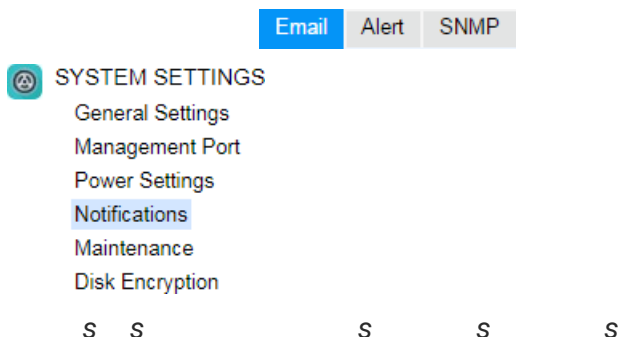 Email Alert SNMP
SYSTEM SETTINGS
General Settings
Management Port
Power Settings
Notifications
Maintenance
Disk Encryption
s s s s s